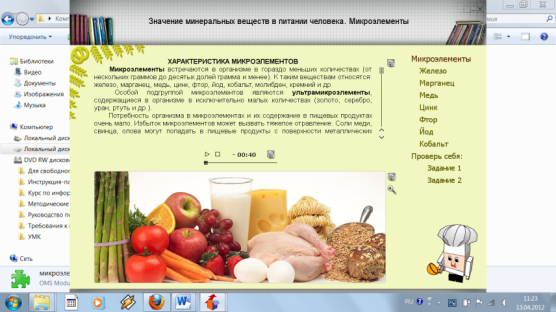 Значение минеральных веществ в питании человека. Микроэлементы
Упорядочить
Библиотеки
Видео
Документы
Изображения
Музыка
Компьютер
Локальный диск
Локальный диск
DVD RW дисково
Для свободног
Инструкция-по
Курс по инфор
Методические
Руководство по
Требования к
УМК
Сеть
ХАРАКТЕРИСТИКА МИКРОЭЛЕМЕНТОВ
Микроэлементы встречаются в организме в гораздо меньших количествах (от
нескольких граммов до десятых долей грамма и менее). К таким веществам относятся
железо, марганец, медь, цинк, фтор, йод, кобальт, молибден, кремний и др.
Особой подгруппой микроэлементов являются ультрамикроэлементы,
содержащиеся в организме в исключительно малых количествах (золото, серебро,
уран, ртуть и др.).
Потребность организма в микроэлементах и их содержание в пищевых продуктах
очень мало. Избыток микроэлементов может вызвать тяжелое отравление. Соли меди,
свинца, олова могут попадать в пищевые продукты с поверхности металлических
- 00:40
Микроэлементы
Железо
Марганец
Медь
Цинк
Фтор
Йод
Кобальт
Проверь себя:
Задание 1
Задание 2
микроэле
OMS Modu
RU
11:23
13.04.2012